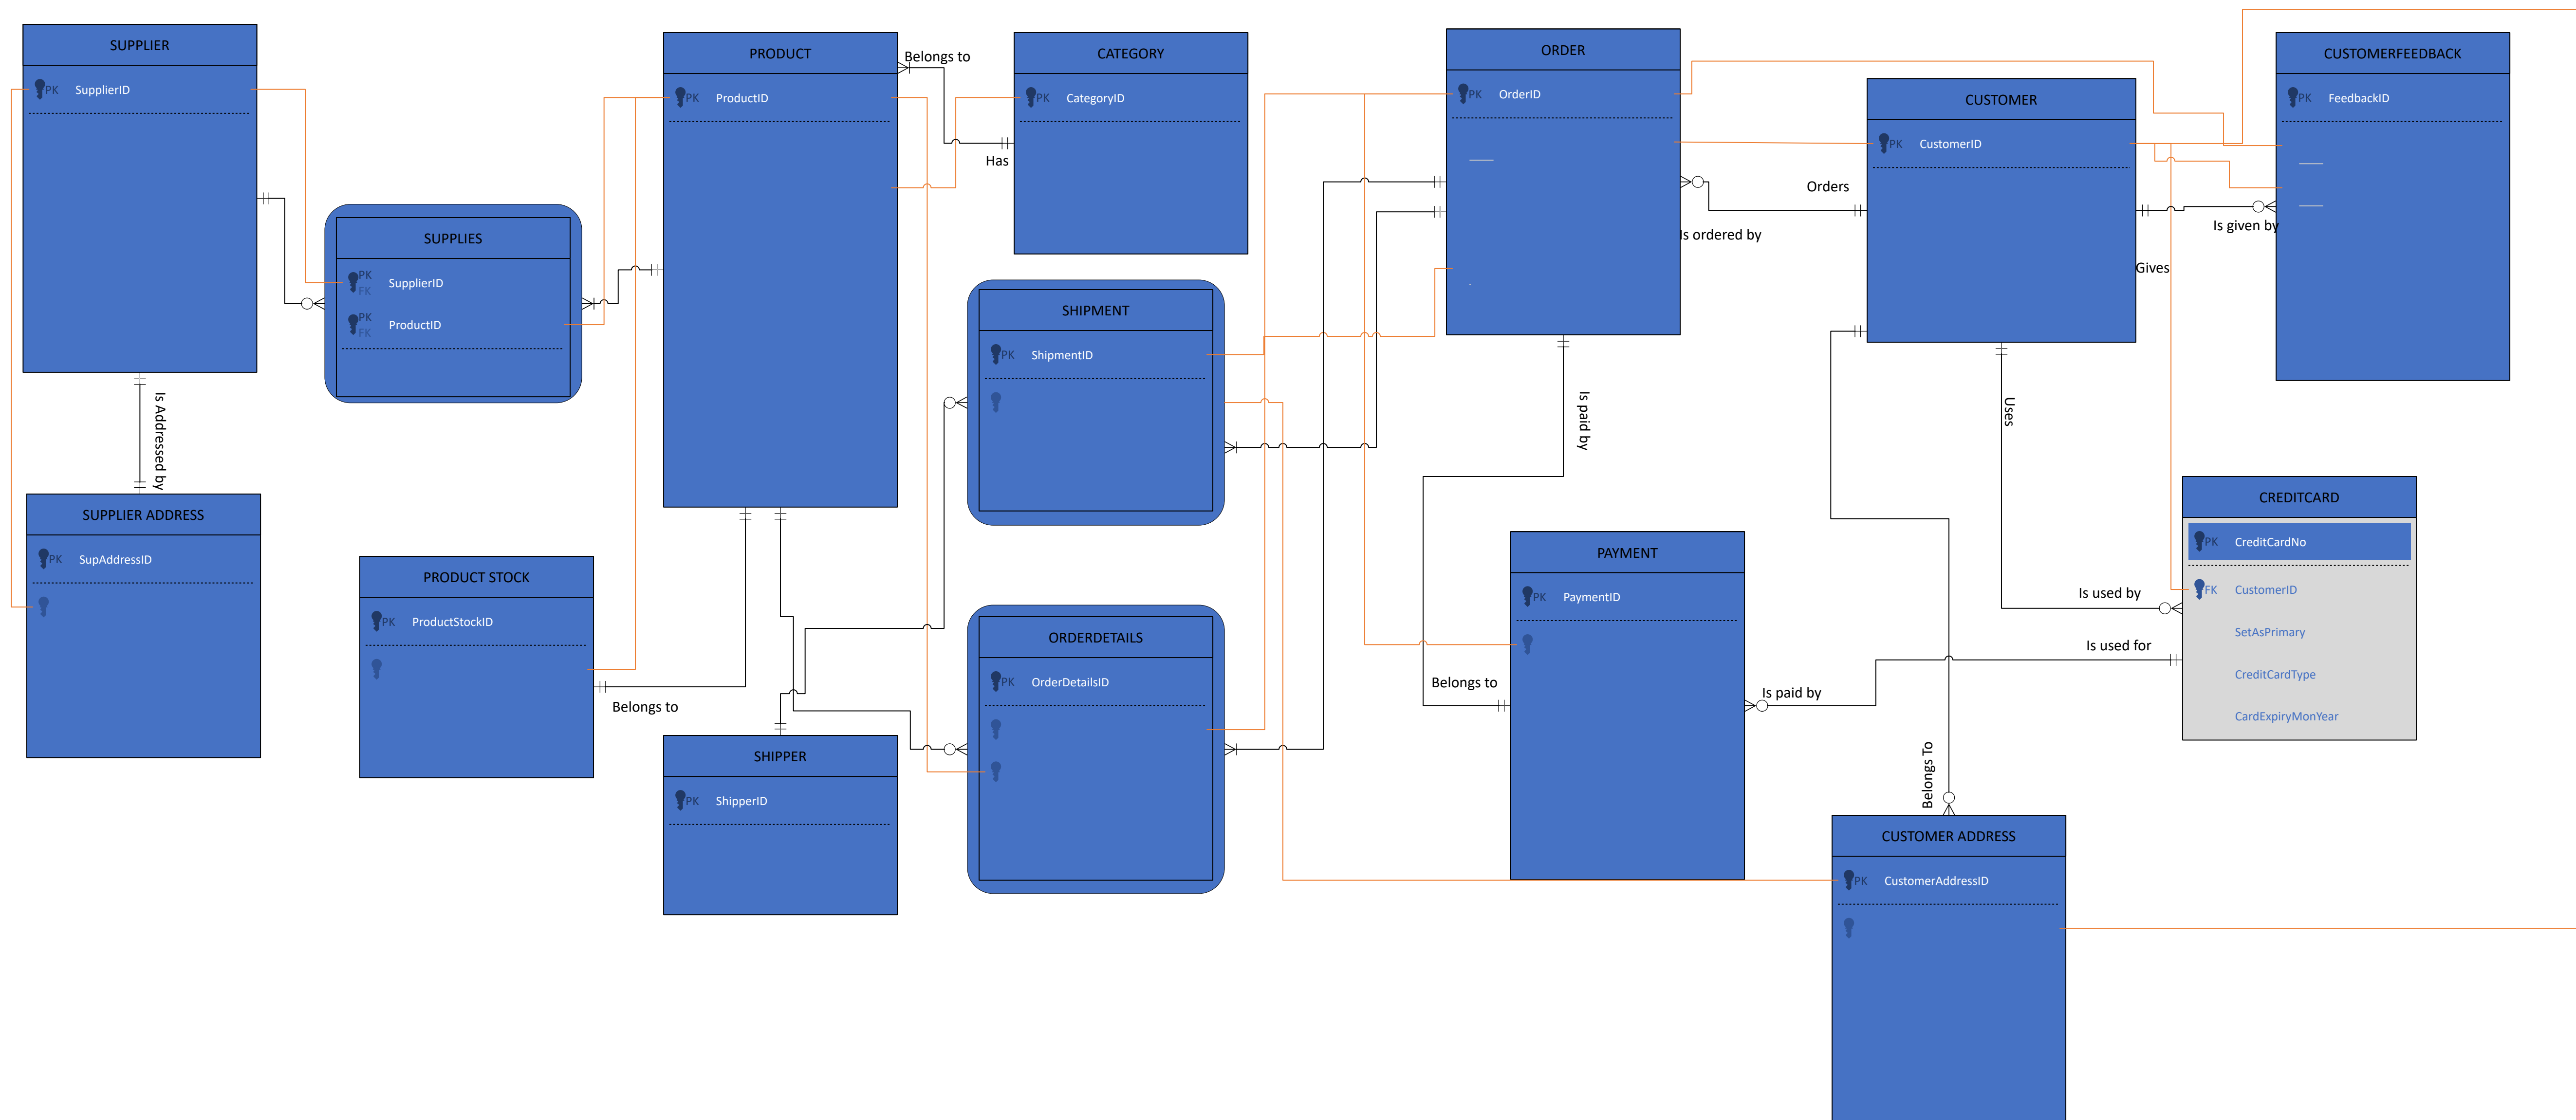 SUPPLIER
PK SupplierID
SUPPLIES
PK
FK
SupplierID
PK
FK
ProductID
Is Addressed by
SUPPLIER ADDRESS
PK SupAddressID
PRODUCT
PK ProductID
Belongs to
Has
CATEGORY
PK CategoryID
PRODUCT STOCK
PK ProductStockID
Belongs to
SHIPPER
PK ShipperID
SHIPMENT
PK ShipmentID
ORDERDETAILS
PK OrderDetailsID
ORDER
PK OrderID
Orders
Is ordered by
Is paid by
CUSTOMER
PK CustomerID
Is given by
Gives
CUSTOMERFEEDBACK
PK FeedbackID
Uses
PAYMENT
PK PaymentID
Belongs to
Is paid by
Is used by
Is used for
CREDITCARD
PK CreditCardNo
FK CustomerID
SetAsPrimary
CreditCardType
CardExpiryMonYear
Belongs To
CUSTOMER ADDRESS
PK CustomerAddressID